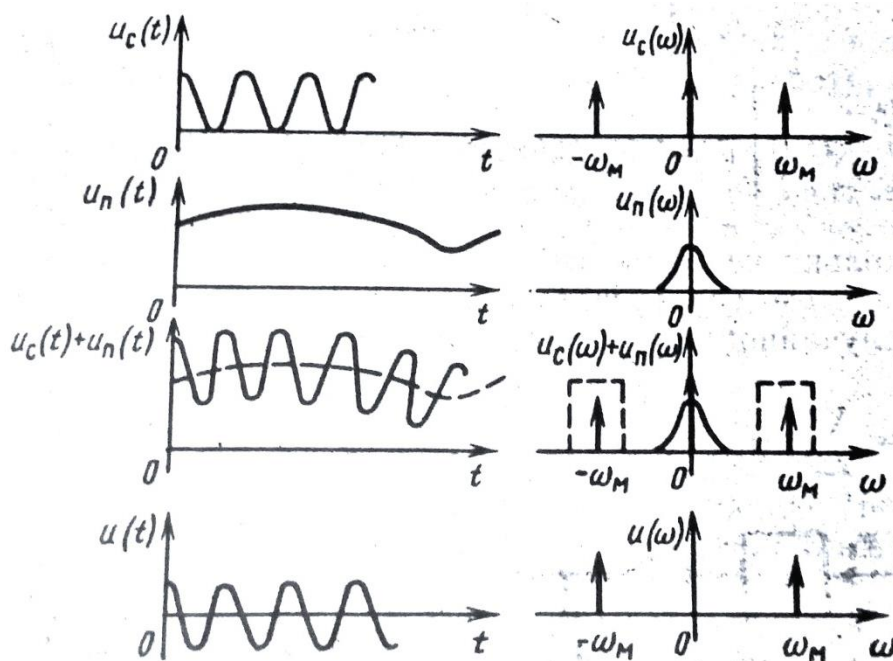 u_c(t)
0
t
u_c(ω)
-ω_м
0
ω_м
ω
u_п(t)
0
t
u_п(ω)
0
ω
u_c(t)+u_п(t)
0
t
u_c(ω)+u_п(ω)
-ω_м
0
ω_м
ω
u(t)
0
t
u(ω)
-ω_м
0
ω_м
ω